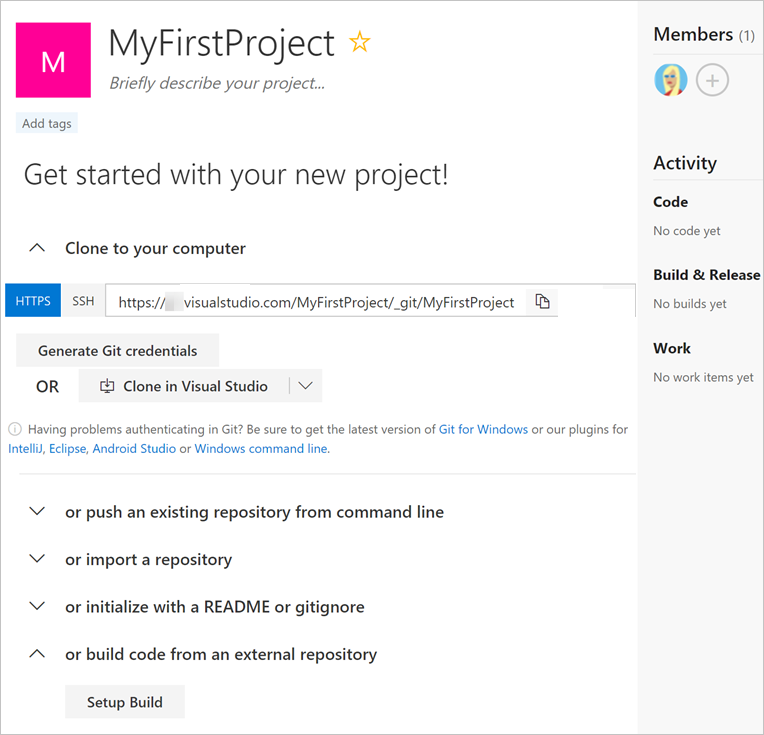 M
MyFirstProject
Briefly describe your project...
Add tags
Get started with your new project!
Clone to your computer
HTTPS SSH https:// visualstudio.com/MyFirstProject/_git/MyFirstProject
Generate Git credentials
OR Clone in Visual Studio
Having problems authenticating in Git? Be sure to get the latest version of Git for Windows or our plugins for
IntelliJ, Eclipse, Android Studio or Windows command line.
or push an existing repository from command line
or import a repository
or initialize with a README or gitignore
or build code from an external repository
Setup Build
Members (1)
Activity
Code
No code yet
Build & Release
No builds yet
Work
No work items yet